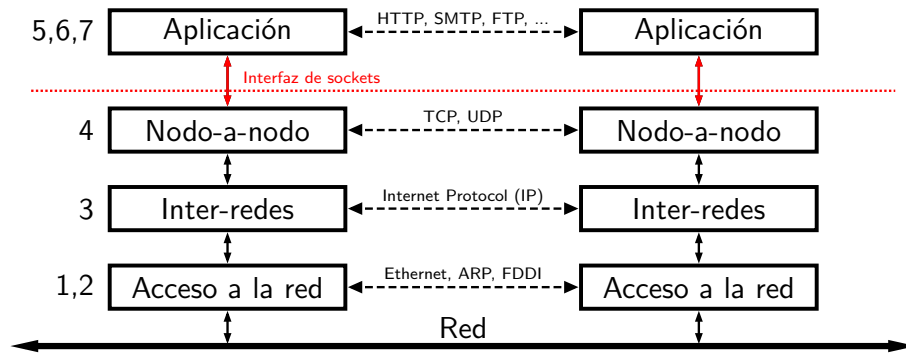 5,6,7 Aplicación HTTP, SMTP, FTP, ... Aplicación
Interfaz de sockets
4 Nodo-a-nodo TCP, UDP Nodo-a-nodo
3 Inter-redes Internet Protocol (IP) Inter-redes
1,2 Acceso a la red Ethernet, ARP, FDDI Acceso a la red
Red